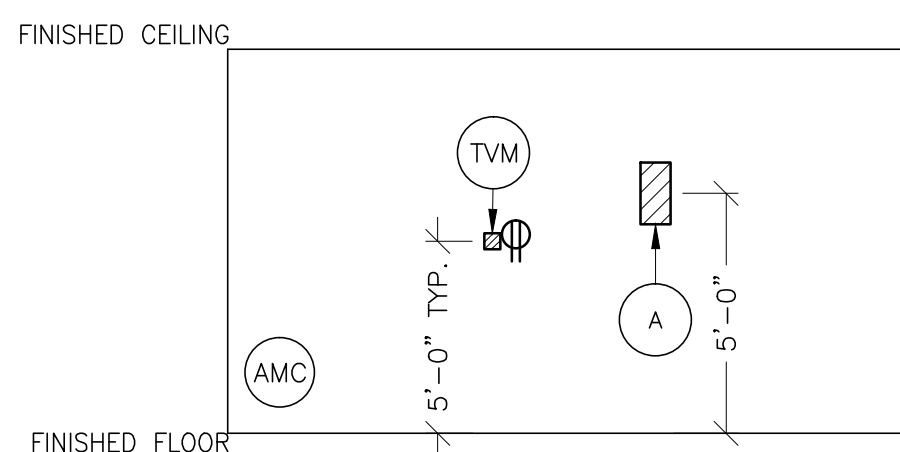 FINISHED CEILING
TVM
A
5'-0" TYP.
5'-0"
AMC
FINISHED FLOOR